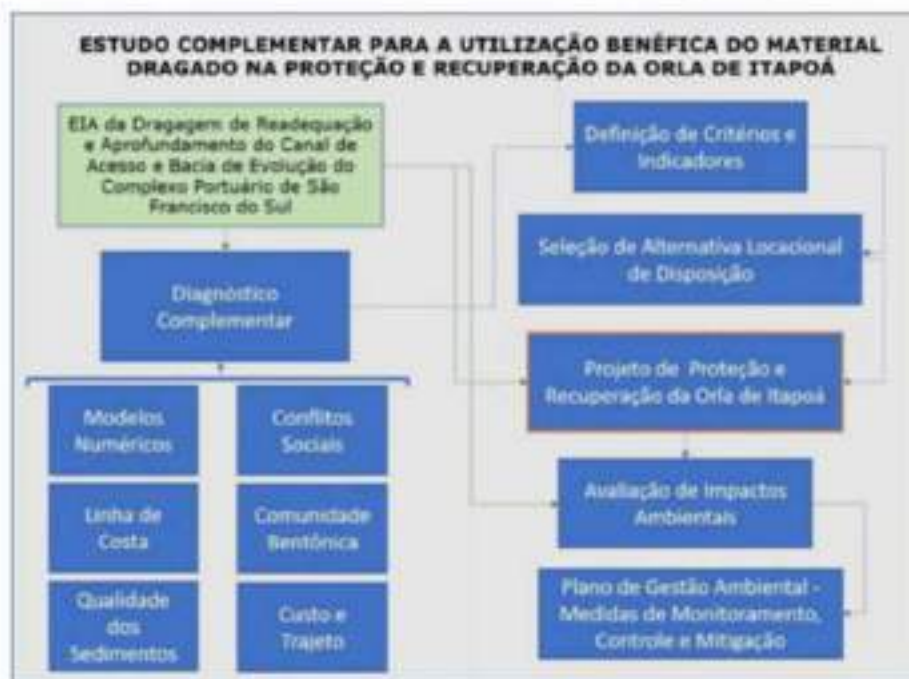 ESTUDO COMPLEMENTAR PARA A UTILIZAÇÃO BENÉFICA DO MATERIAL
DRAGADO NA PROTEÇÃO E RECUPERAÇÃO DA ORLA DE ITAPOÁ
EIA da Dragagem de Readequação
e Aprofundamento do Canal de
Acesso e Bacia de Evolução do
Complexo Portuário de São
Francisco do Sul
Diagnóstico
Complementar
Modelos
Numéricos
Conflitos
Sociais
Linha de
Costa
Comunidade
Bentônica
Qualidade
dos
Sedimentos
Custo e
Trajeto
Definição de Critérios e
Indicadores
Seleção de Alternativa Locacional
de Disposição
Projeto de Proteção e
Recuperação da Orla de Itapoá
Avaliação de Impactos
Ambientais
Plano de Gestão Ambiental -
Medidas de Monitoramento,
Controle e Mitigação